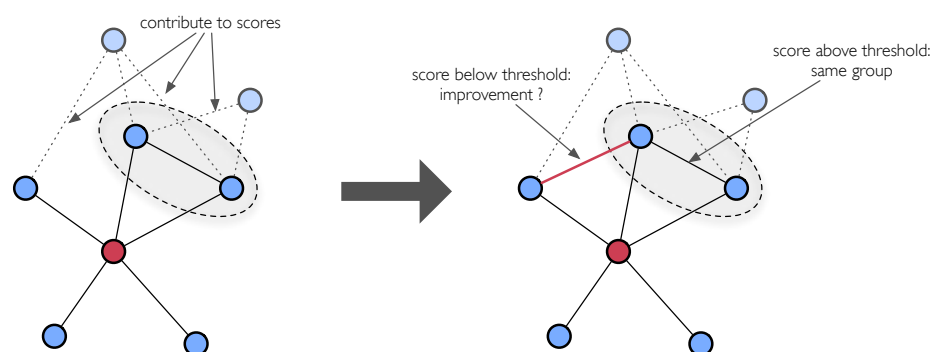 contribute to scores
score below threshold:
improvement ?
score above threshold:
same group